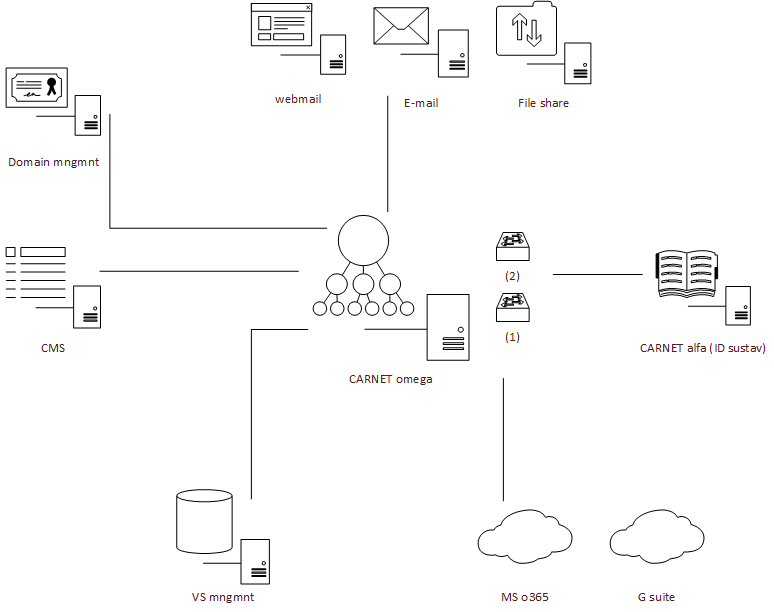 webmail
E-mail
File share
Domain mngmnt
(2)
(1)
CMS
CARNET alfa (ID sustav)
CARNET omega
VS mngmnt
MS o365
G suite